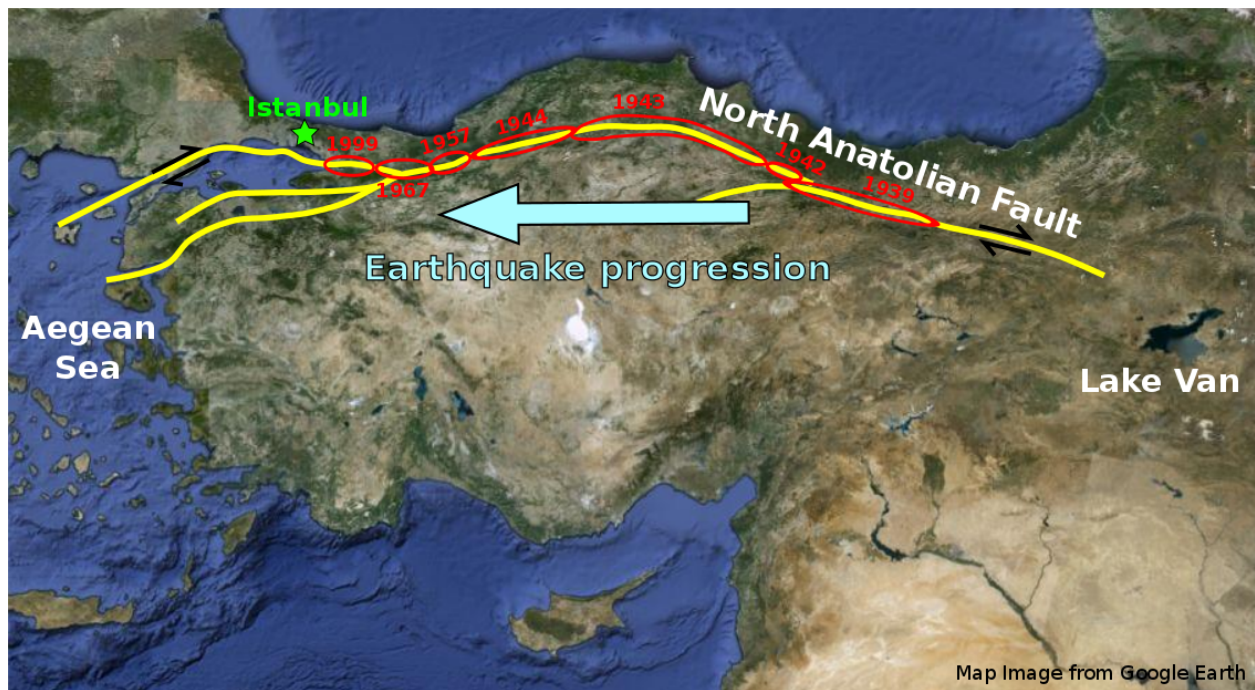 Istanbul
1999
1967
1957
1944
1943
1942
1939
North Anatolian Fault
Earthquake progression
Aegean
Sea
Lake Van
Map Image from Google Earth